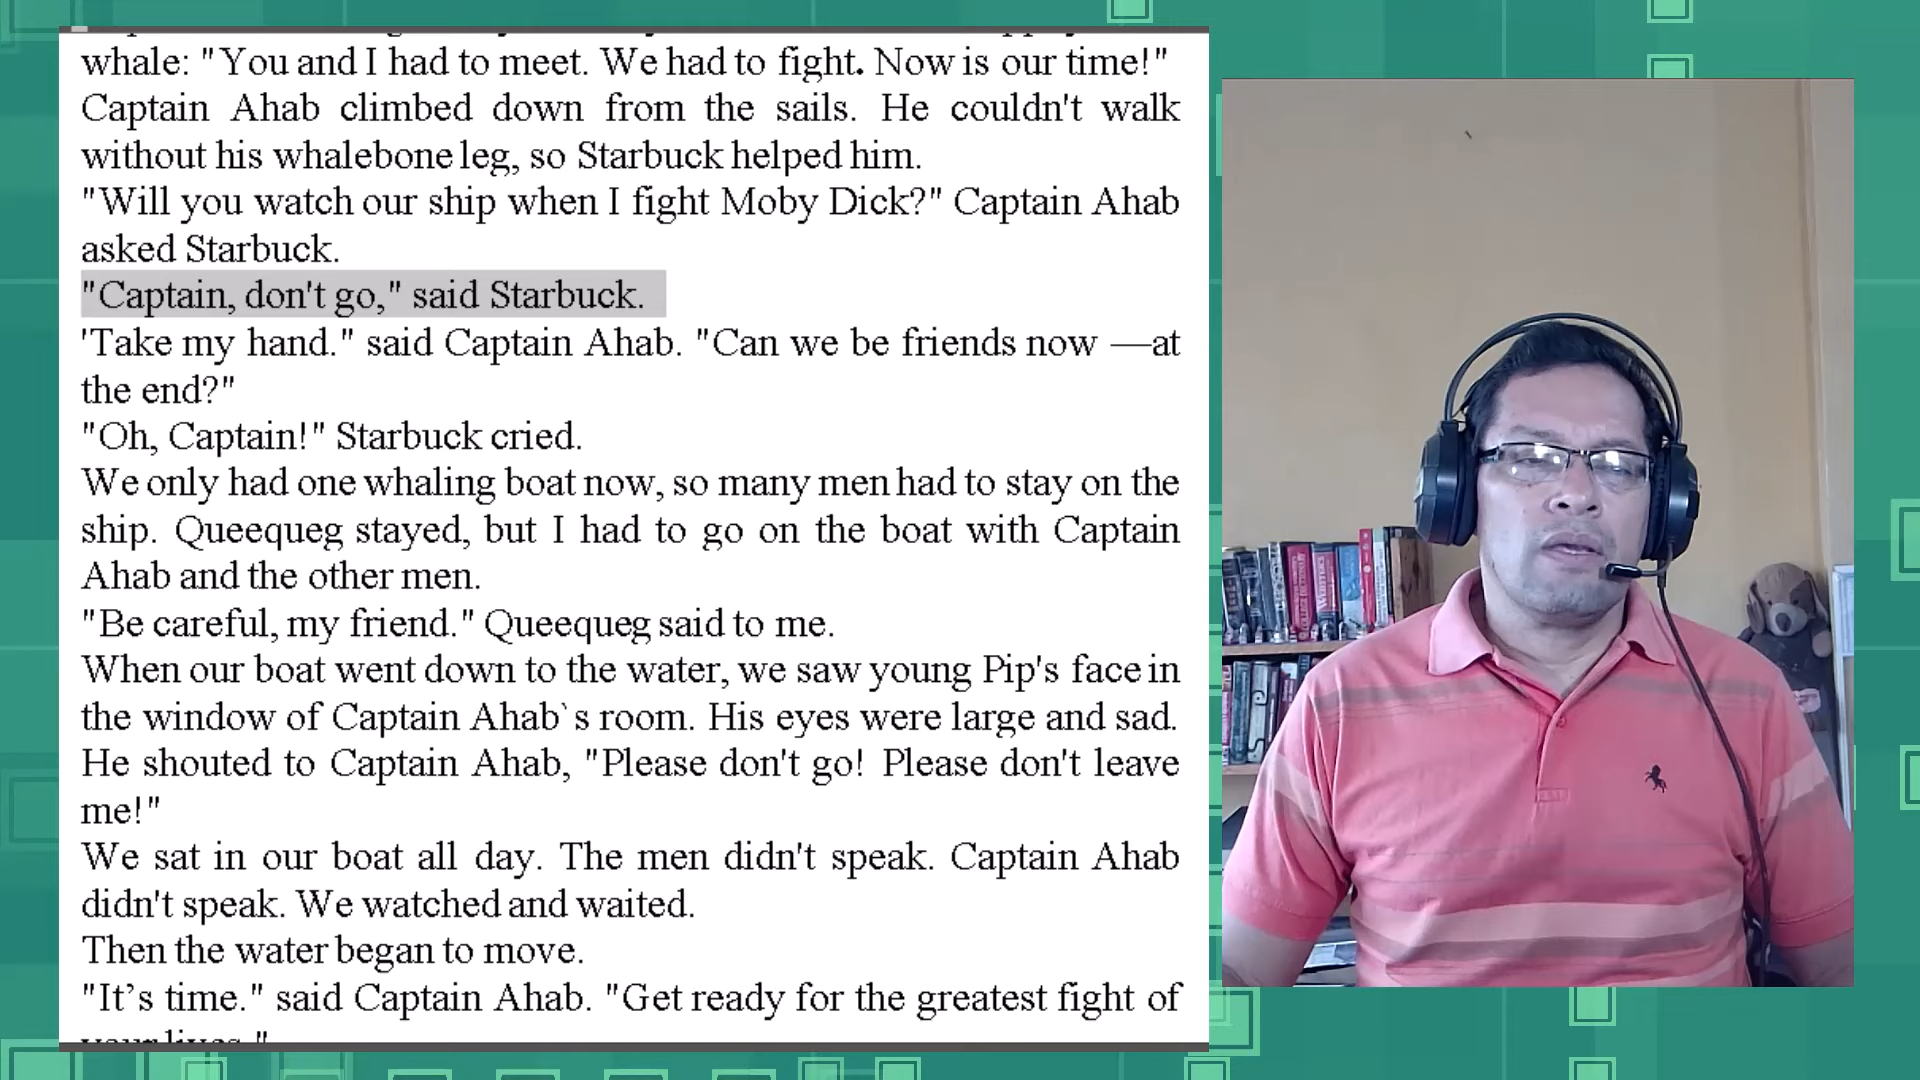 whale: "You and I had to meet. We had to fight. Now is our time!"
Captain Ahab climbed down from the sails. He couldn't walk
without his whalebone leg, so Starbuck helped him.
"Will you watch our ship when I fight Moby Dick?" Captain Ahab
asked Starbuck.
"Captain, don't go," said Starbuck.
'Take my hand." said Captain Ahab. "Can we be friends now —at
the end?"
"Oh, Captain!" Starbuck cried.
We only had one whaling boat now, so many men had to stay on the
ship. Queequeg stayed, but I had to go on the boat with Captain
Ahab and the other men.
"Be careful, my friend." Queequeg said to me.
When our boat went down to the water, we saw young Pip's face in
the window of Captain Ahab`s room. His eyes were large and sad.
He shouted to Captain Ahab, "Please don't go! Please don't leave
me!"
We sat in our boat all day. The men didn't speak. Captain Ahab
didn't speak. We watched and waited.
Then the water began to move.
"It’s time." said Captain Ahab. "Get ready for the greatest fight of
your lives."